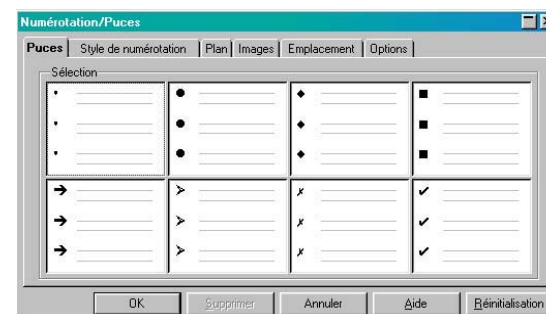 Numérotation/Puces
Puces Style de numérotation Plan Images Emplacement Options
Sélection
OK Supprimer Annuler Aide Réinitialisation